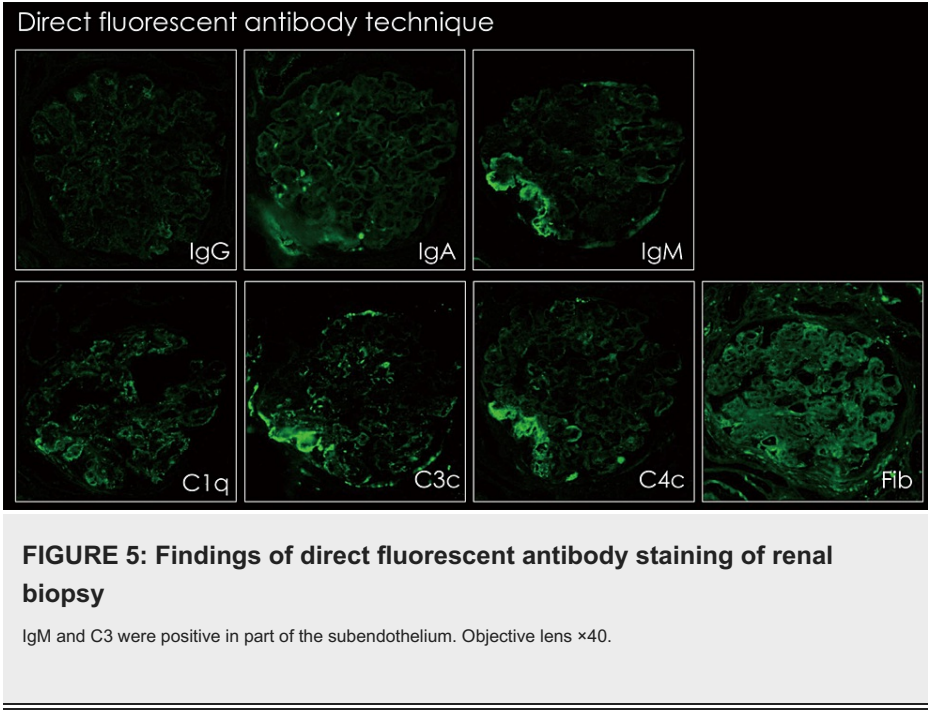 Direct fluorescent antibody technique
IgG
IgA
IgM
C1q
C3c
C4c
Fib
FIGURE 5: Findings of direct fluorescent antibody staining of renal
biopsy
IgM and C3 were positive in part of the subendothelium. Objective lens ×40.